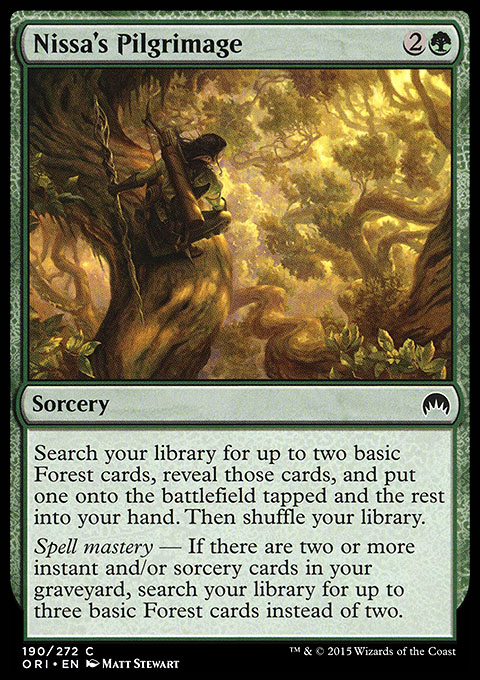 Nissa's Pilgrimage 2
Sorcery
Search your library for up to two basic
Forest cards, reveal those cards, and put
one onto the battlefield tapped and the rest
into your hand. Then shuffle your library.
Spell mastery — If there are two or more
instant and/or sorcery cards in your
graveyard, search your library for up to
three basic Forest cards instead of two.
190/272 C
ORI • EN Matt Stewart
™ & © 2015 Wizards of the Coast